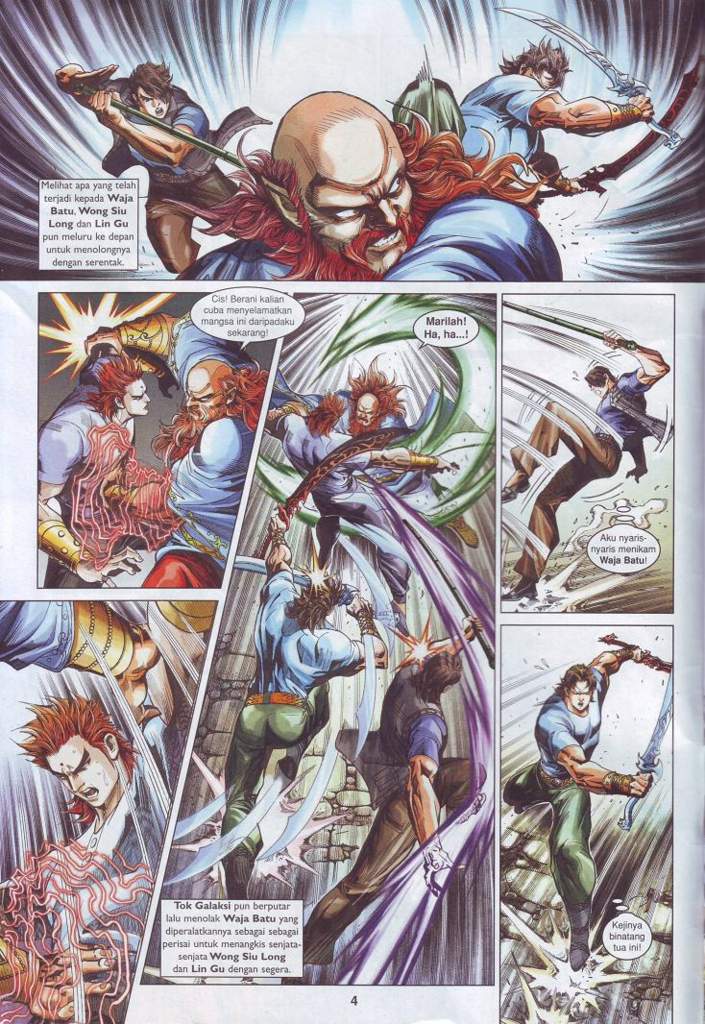 Melihat apa yang telah
terjadi kepada Waja
Batu, Wong Siu
Long dan Lin Gu
pun meluru ke depan
untuk menolongnya
dengan serentak.
Cis! Berani kalian
cuba menyelamatkan
mangsa ini daripadaku
sekarang!
Marilah!
Ha, ha...!
Aku nyaris-
nyaris menikam
Waja Batu!
Tok Galaksi pun berputar
lalu menolak Waja Batu yang
diperalatkannya sebagai sebagai
perisai untuk menangkis senjata-
senjata Wong Siu Long
dan Lin Gu dengan segera.
Kejinya
binatang
tua ini!
4